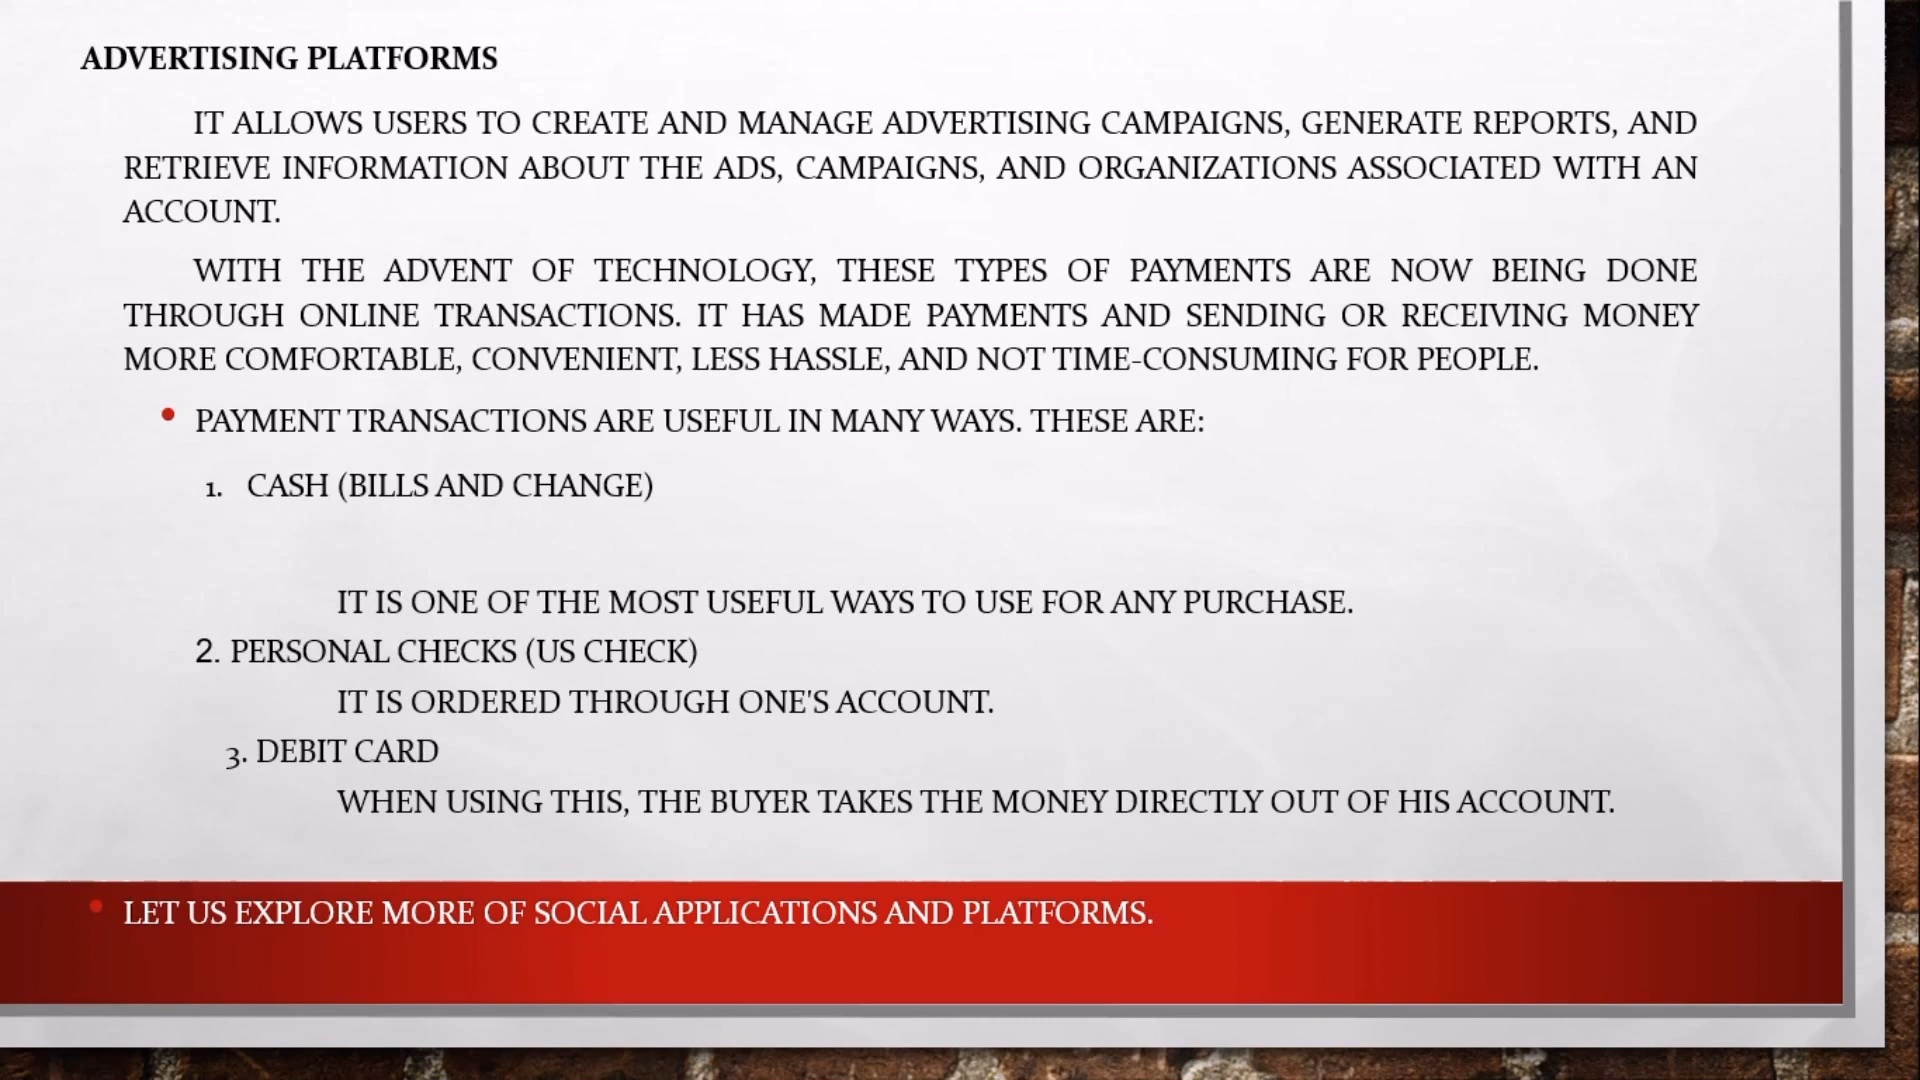 ADVERTISING PLATFORMS
IT ALLOWS USERS TO CREATE AND MANAGE ADVERTISING CAMPAIGNS, GENERATE REPORTS, AND
RETRIEVE INFORMATION ABOUT THE ADS, CAMPAIGNS, AND ORGANIZATIONS ASSOCIATED WITH AN
ACCOUNT.
WITH THE ADVENT OF TECHNOLOGY, THESE TYPES OF PAYMENTS ARE NOW BEING DONE
THROUGH ONLINE TRANSACTIONS. IT HAS MADE PAYMENTS AND SENDING OR RECEIVING MONEY
MORE COMFORTABLE, CONVENIENT, LESS HASSLE, AND NOT TIME-CONSUMING FOR PEOPLE.
• PAYMENT TRANSACTIONS ARE USEFUL IN MANY WAYS. THESE ARE:
1. CASH (BILLS AND CHANGE)
IT IS ONE OF THE MOST USEFUL WAYS TO USE FOR ANY PURCHASE.
2. PERSONAL CHECKS (US CHECK)
IT IS ORDERED THROUGH ONE'S ACCOUNT.
3. DEBIT CARD
WHEN USING THIS, THE BUYER TAKES THE MONEY DIRECTLY OUT OF HIS ACCOUNT.
• LET US EXPLORE MORE OF SOCIAL APPLICATIONS AND PLATFORMS.